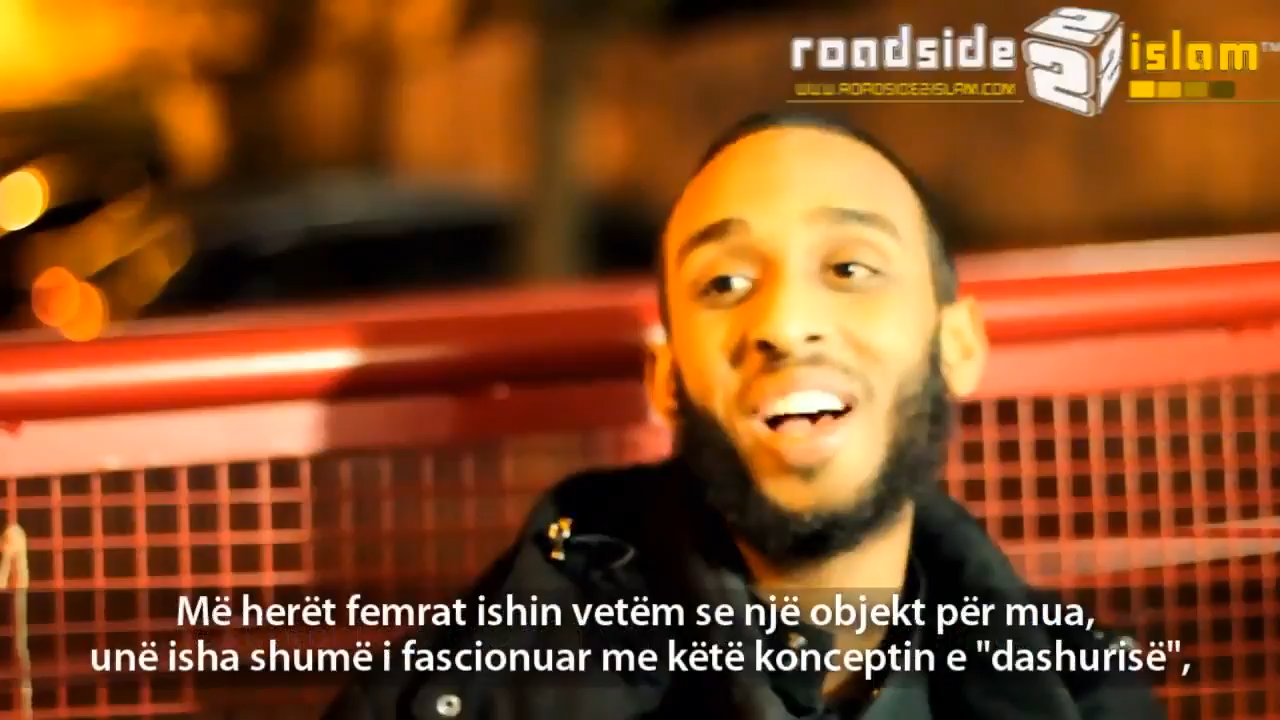 roadside 2 islam™
WWW.ROADSIDE2ISLAM.COM
Më herët femrat ishin vetëm se një objekt për mua,
unë isha shumë i fascionuar me këtë konceptin e "dashurisë",